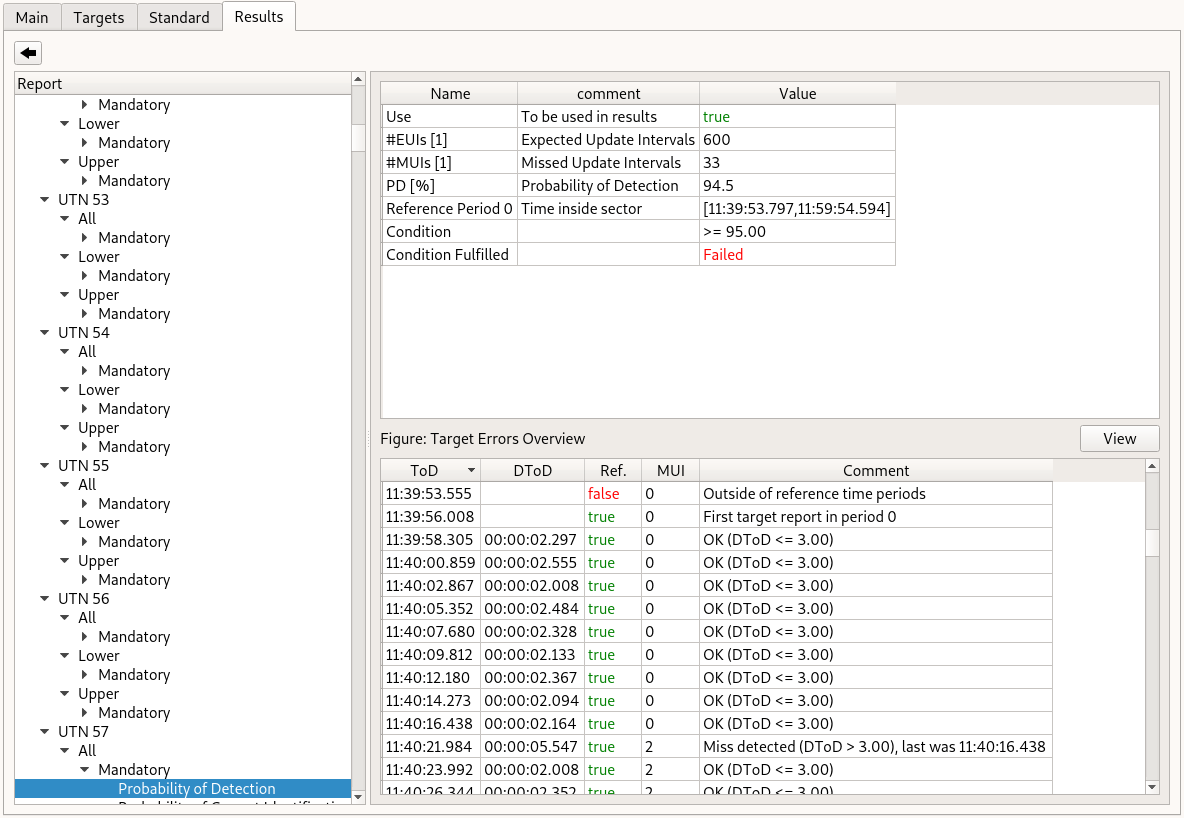 Main Targets Standard Results
Report
Mandatory
Lower
Mandatory
Upper
Mandatory
UTN 53
All
Mandatory
Lower
Mandatory
Upper
Mandatory
UTN 54
All
Mandatory
Lower
Mandatory
Upper
Mandatory
UTN 55
All
Mandatory
Lower
Mandatory
Upper
Mandatory
UTN 56
All
Mandatory
Lower
Mandatory
Upper
Mandatory
UTN 57
All
Mandatory
Probability of Detection
Name comment Value
Use To be used in results true
#EUIs [1] Expected Update Intervals 600
#MUIs [1] Missed Update Intervals 33
PD [%] Probability of Detection 94.5
Reference Period 0 Time inside sector [11:39:53.797,11:59:54.594]
Condition >= 95.00
Condition Fulfilled Failed
Figure: Target Errors Overview View
ToD DToD Ref. MUI Comment
11:39:53.555 false 0 Outside of reference time periods
11:39:56.008 true 0 First target report in period 0
11:39:58.305 00:00:02.297 true 0 OK (DToD <= 3.00)
11:40:00.859 00:00:02.555 true 0 OK (DToD <= 3.00)
11:40:02.867 00:00:02.008 true 0 OK (DToD <= 3.00)
11:40:05.352 00:00:02.484 true 0 OK (DToD <= 3.00)
11:40:07.680 00:00:02.328 true 0 OK (DToD <= 3.00)
11:40:09.812 00:00:02.133 true 0 OK (DToD <= 3.00)
11:40:12.180 00:00:02.367 true 0 OK (DToD <= 3.00)
11:40:14.273 00:00:02.094 true 0 OK (DToD <= 3.00)
11:40:16.438 00:00:02.164 true 0 OK (DToD <= 3.00)
11:40:21.984 00:00:05.547 true 2 Miss detected (DToD > 3.00), last was 11:40:16.438
11:40:23.992 00:00:02.008 true 2 OK (DToD <= 3.00)
11:40:26.344 00:00:02.352 true 2 OK (DToD <= 3.00)